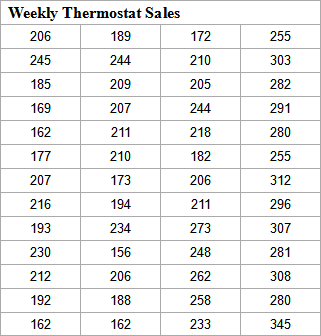 Weekly Thermostat Sales
206 189 172 255
245 244 210 303
185 209 205 282
169 207 244 291
162 211 218 280
177 210 182 255
207 173 206 312
216 194 211 296
193 234 273 307
230 156 248 281
212 206 262 308
192 188 258 280
162 162 233 345